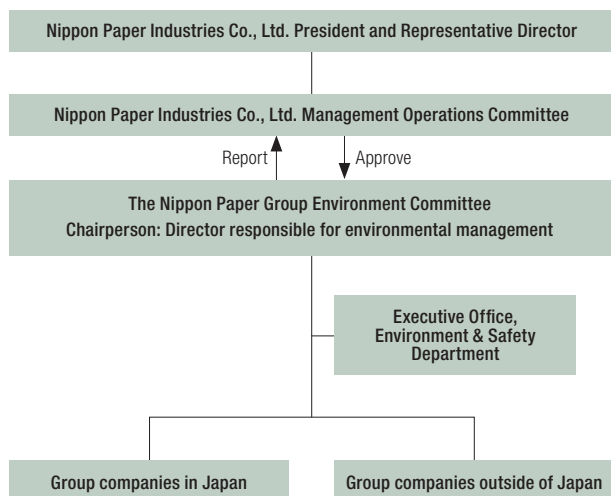 Nippon Paper Industries Co., Ltd. President and Representative Director
Nippon Paper Industries Co., Ltd. Management Operations Committee
Report
Approve
The Nippon Paper Group Environment Committee
Chairperson: Director responsible for environmental management
Executive Office,
Environment & Safety
Department
Group companies in Japan
Group companies outside of Japan